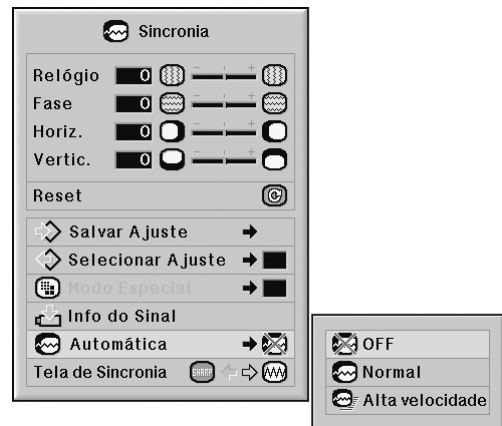 Sincronia
Relógio 0 - +
Fase 0 - +
Horiz. 0 - +
Vertic. 0 - +
Reset
Salvar Ajuste
Selecionar Ajuste
Modo Especial
Info do Sinal
Automática
Tela de Sincronia SHARP
OFF
Normal
Alta velocidade